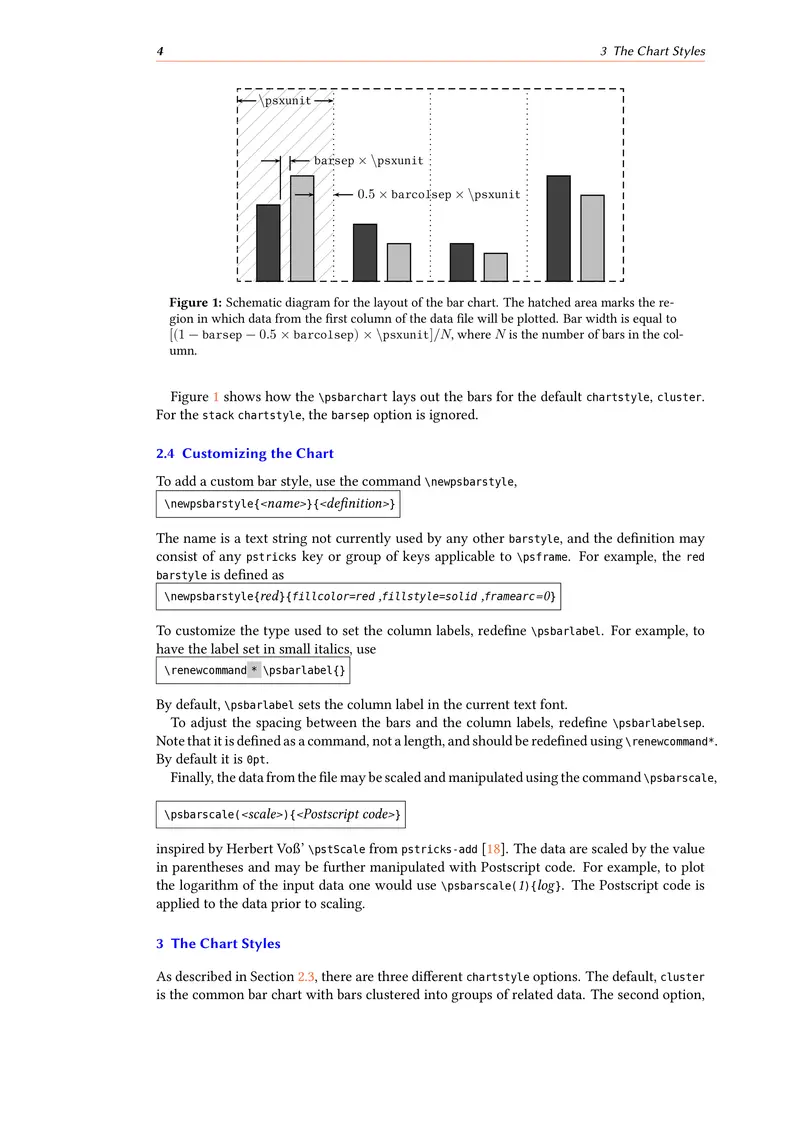 4 3 The Chart Styles
\psxunit
barsep × \psxunit
0.5 × barcolsep × \psxunit
Figure 1: Schematic diagram for the layout of the bar chart. The hatched area marks the re-
gion in which data from the first column of the data file will be plotted. Bar width is equal to
[(1 − barsep − 0.5 × barcolsep) × \psxunit]/N, where N is the number of bars in the col-
umn.
Figure 1 shows how the \psbarchart lays out the bars for the default chartstyle, cluster.
For the stack chartstyle, the barsep option is ignored.
2.4 Customizing the Chart
To add a custom bar style, use the command \newpsbarstyle,
\newpsbarstyle{<name>}{<definition>}
The name is a text string not currently used by any other barstyle, and the definition may
consist of any pstricks key or group of keys applicable to \psframe. For example, the red
barstyle is defined as
\newpsbarstyle{red}{fillcolor=red ,fillstyle=solid ,framearc=0}
To customize the type used to set the column labels, redefine \psbarlabel. For example, to
have the label set in small italics, use
\renewcommand * \psbarlabel{}
By default, \psbarlabel sets the column label in the current text font.
To adjust the spacing between the bars and the column labels, redefine \psbarlabelsep.
Note that it is defined as a command, not a length, and should be redefined using \renewcommand*.
By default it is 0pt.
Finally, the data from the file may be scaled and manipulated using the command \psbarscale,
\psbarscale(<scale>){<Postscript code>}
inspired by Herbert Voß' \pstScale from pstricks-add [18]. The data are scaled by the value
in parentheses and may be further manipulated with Postscript code. For example, to plot
the logarithm of the input data one would use \psbarscale(1){log}. The Postscript code is
applied to the data prior to scaling.
3 The Chart Styles
As described in Section 2.3, there are three different chartstyle options. The default, cluster
is the common bar chart with bars clustered into groups of related data. The second option,